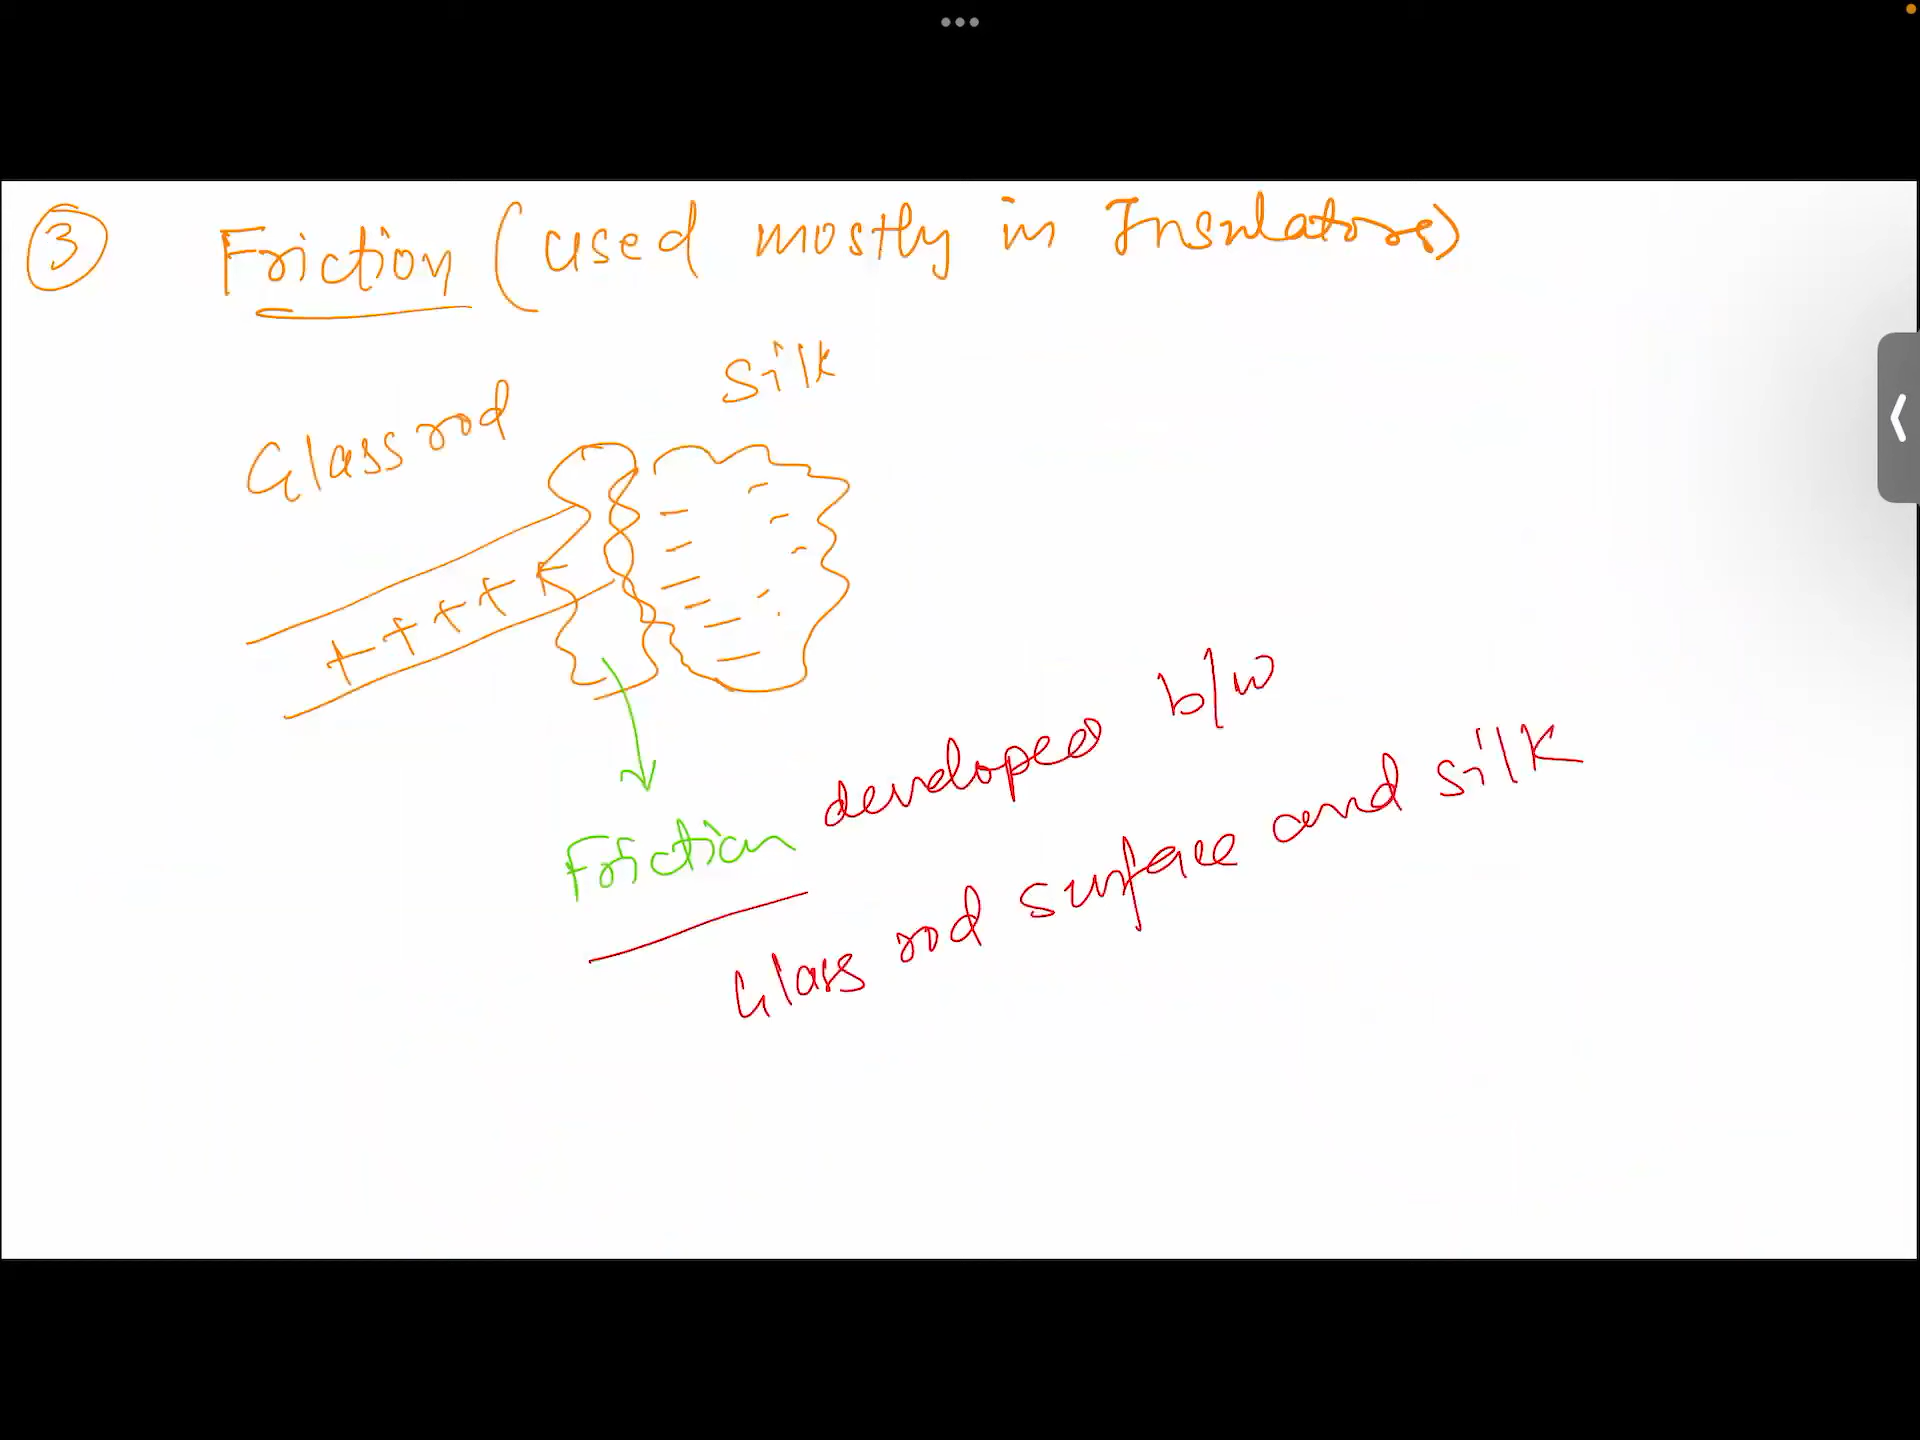 3 Friction (used mostly in Insulators)
Silk
Glass rod
+ + + + +
Friction developed b/w
Glass rod surface and silk